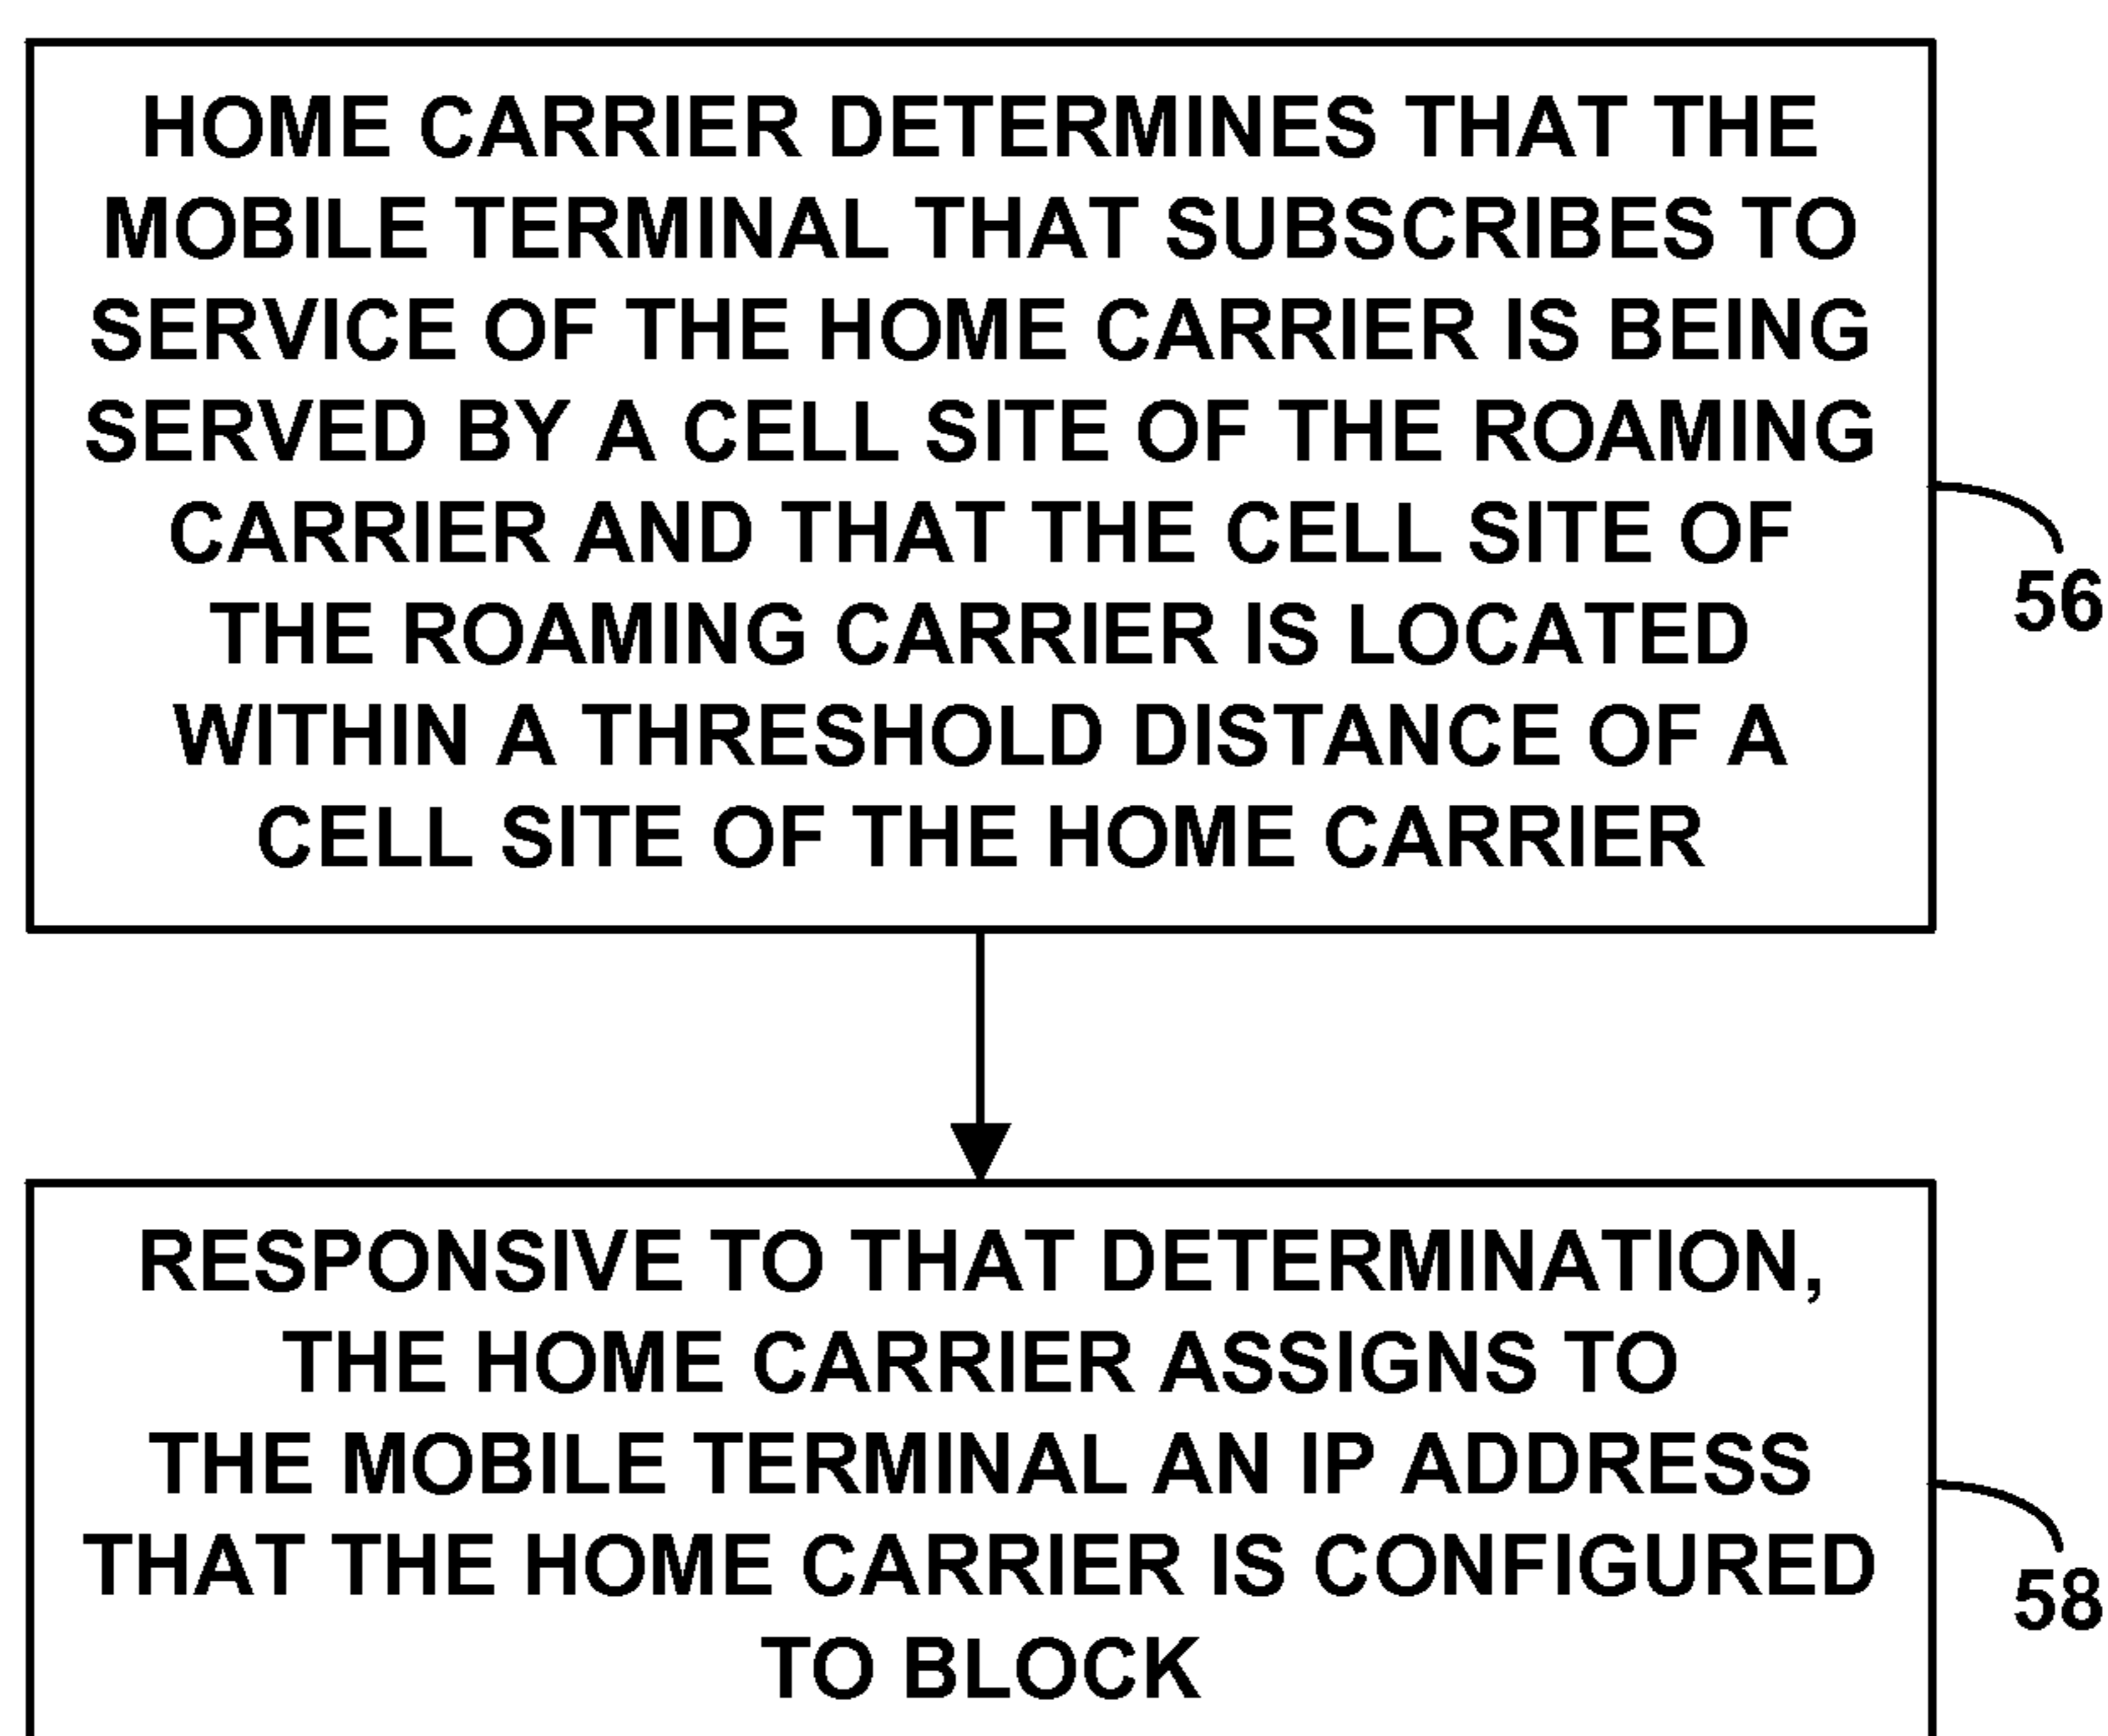 HOME CARRIER DETERMINES THAT THE
MOBILE TERMINAL THAT SUBSCRIBES TO
SERVICE OF THE HOME CARRIER IS BEING
SERVED BY A CELL SITE OF THE ROAMING
CARRIER AND THAT THE CELL SITE OF
THE ROAMING CARRIER IS LOCATED
WITHIN A THRESHOLD DISTANCE OF A
CELL SITE OF THE HOME CARRIER
56
RESPONSIVE TO THAT DETERMINATION,
THE HOME CARRIER ASSIGNS TO
THE MOBILE TERMINAL AN IP ADDRESS
THAT THE HOME CARRIER IS CONFIGURED
TO BLOCK
58